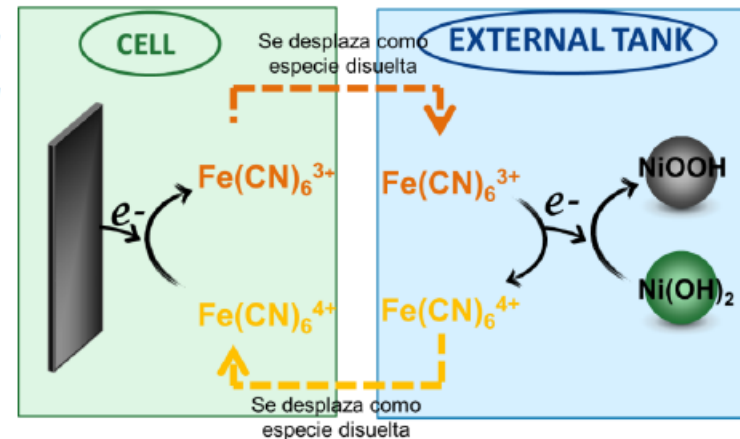 CELL
Se desplaza como
especie disuelta
EXTERNAL TANK
Fe(CN)₆³⁺
Fe(CN)₆³⁺
NiOOH
e-
e-
Fe(CN)₆⁴⁺
Fe(CN)₆⁴⁺
Ni(OH)₂
Se desplaza como
especie disuelta